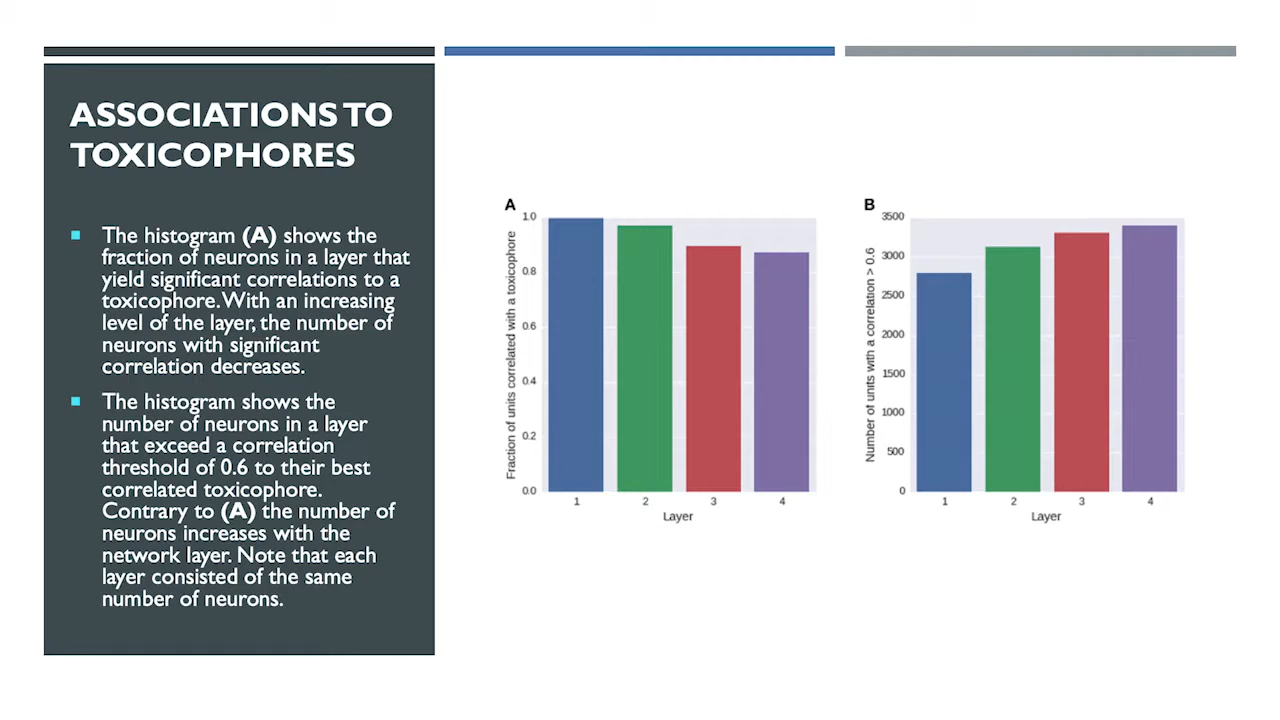 ASSOCIATIONS TO
TOXICOPHORES
The histogram (A) shows the
fraction of neurons in a layer that
yield significant correlations to a
toxicophore. With an increasing
level of the layer, the number of
neurons with significant
correlation decreases.
The histogram shows the
number of neurons in a layer
that exceed a correlation
threshold of 0.6 to their best
correlated toxicophore.
Contrary to (A) the number of
neurons increases with the
network layer. Note that each
layer consisted of the same
number of neurons.
A
Fraction of units correlated with a toxicophore
1.0
0.8
0.6
0.4
0.2
0.0
1 2 3 4
Layer
B
Number of units with a correlation > 0.6
3500
3000
2500
2000
1500
1000
500
0
1 2 3 4
Layer